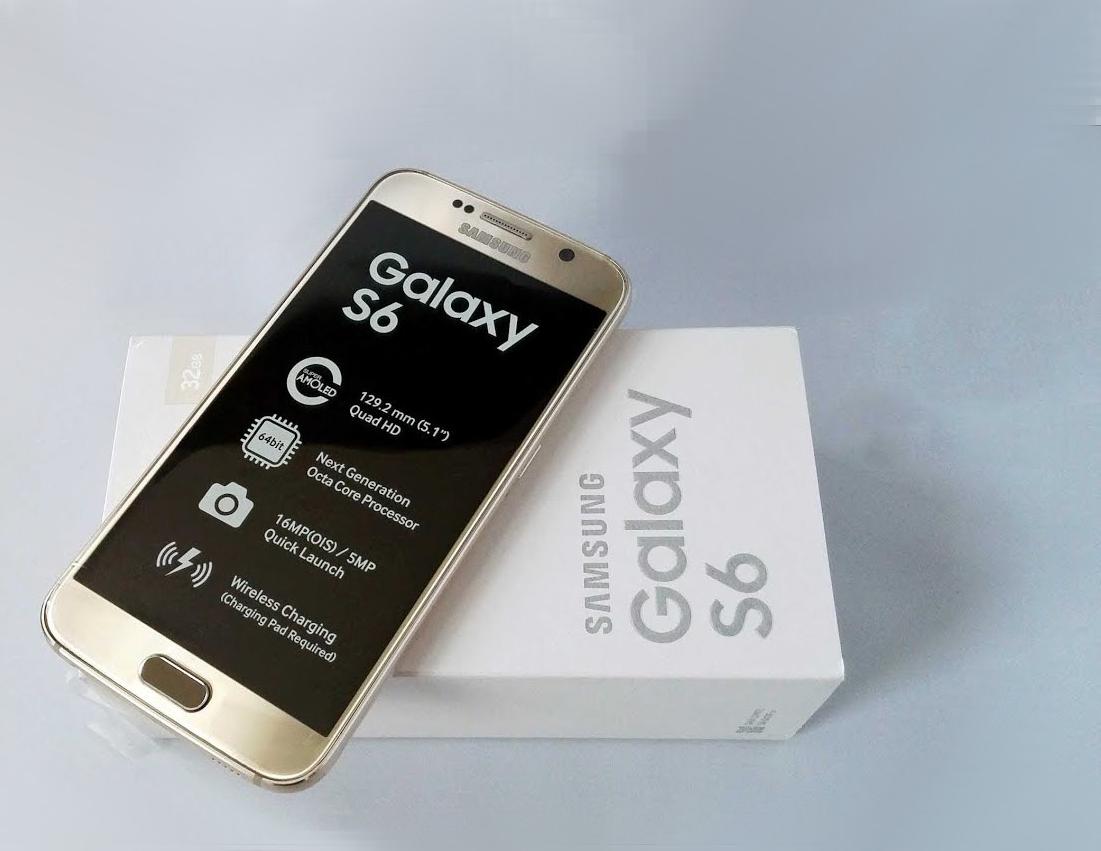 SAMSUNG
Galaxy
S6
SUPER
AMOLED
129.2 mm (5.1")
Quad HD
64bit
Next Generation
Octa Core Processor
16MP(OIS) / 5MP
Quick Launch
Wireless Charging
(Charging Pad Required)
32GB
SAMSUNG
Galaxy
S6